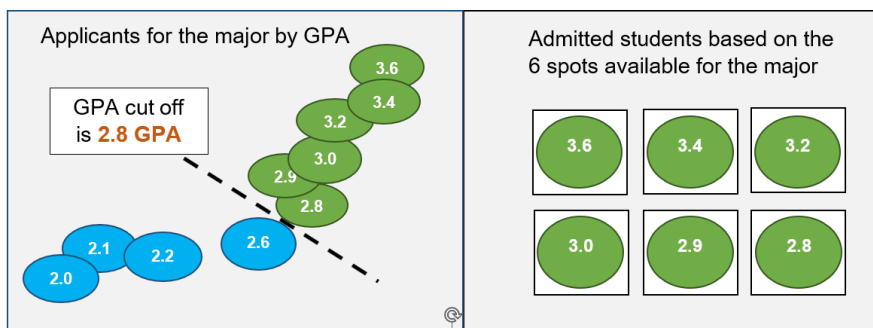 Applicants for the major by GPA
GPA cut off
is 2.8 GPA
3.6
3.4
3.2
3.0
2.9
2.8
2.6
2.1
2.2
2.0
Admitted students based on the
6 spots available for the major
3.6 3.4 3.2
3.0 2.9 2.8